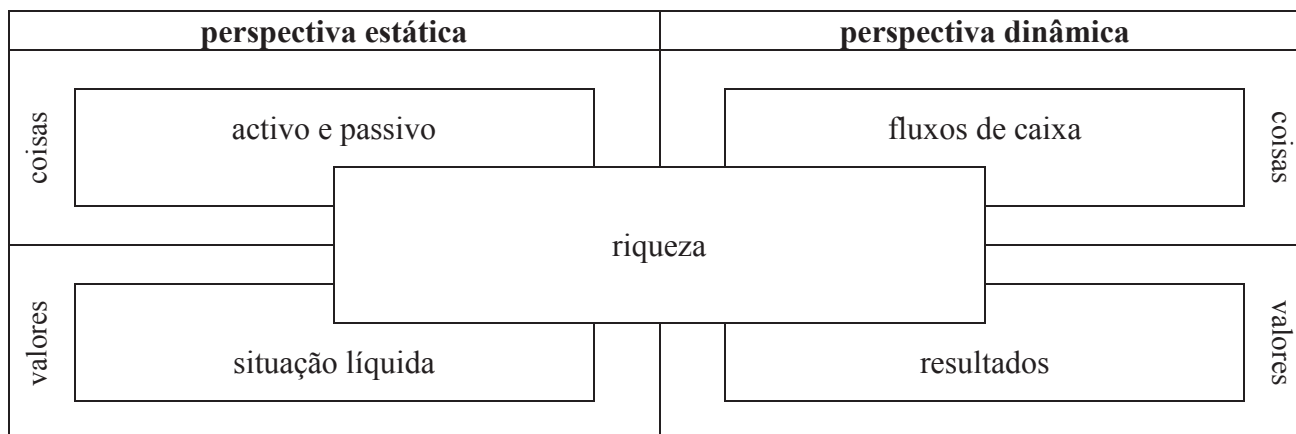 perspectiva estática
perspectiva dinâmica
coisas
activo e passivo
fluxos de caixa
coisas
riqueza
valores
situação líquida
resultados
valores